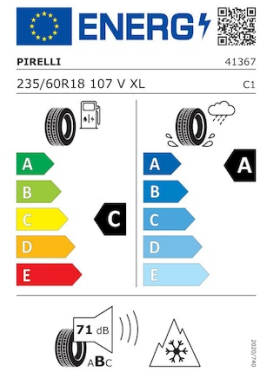 ENERG
PIRELLI 41367
235/60R18 107 V XL C1
A A
B B
C C
D D
E E
C
A
71 dB
ABC
2020/740